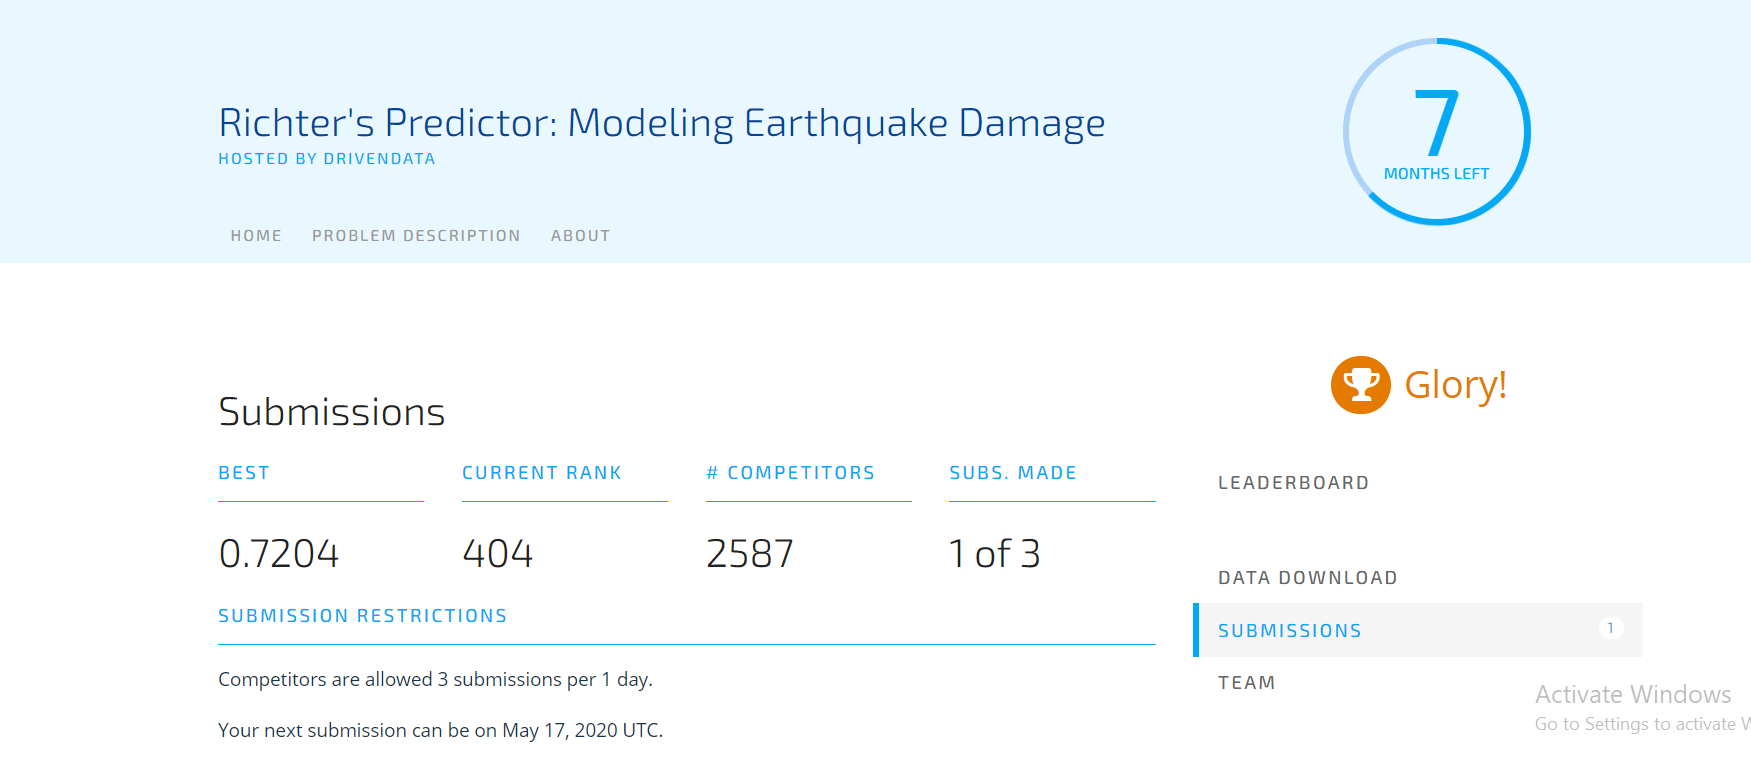 Richter's Predictor: Modeling Earthquake Damage
HOSTED BY DRIVENDATA
7
MONTHS LEFT
HOME PROBLEM DESCRIPTION ABOUT
Submissions
BEST CURRENT RANK # COMPETITORS SUBS. MADE
0.7204 404 2587 1 of 3
SUBMISSION RESTRICTIONS
Competitors are allowed 3 submissions per 1 day.
Your next submission can be on May 17, 2020 UTC.
Glory!
LEADERBOARD
DATA DOWNLOAD
SUBMISSIONS 1
TEAM
Activate Windows
Go to Settings to activate W